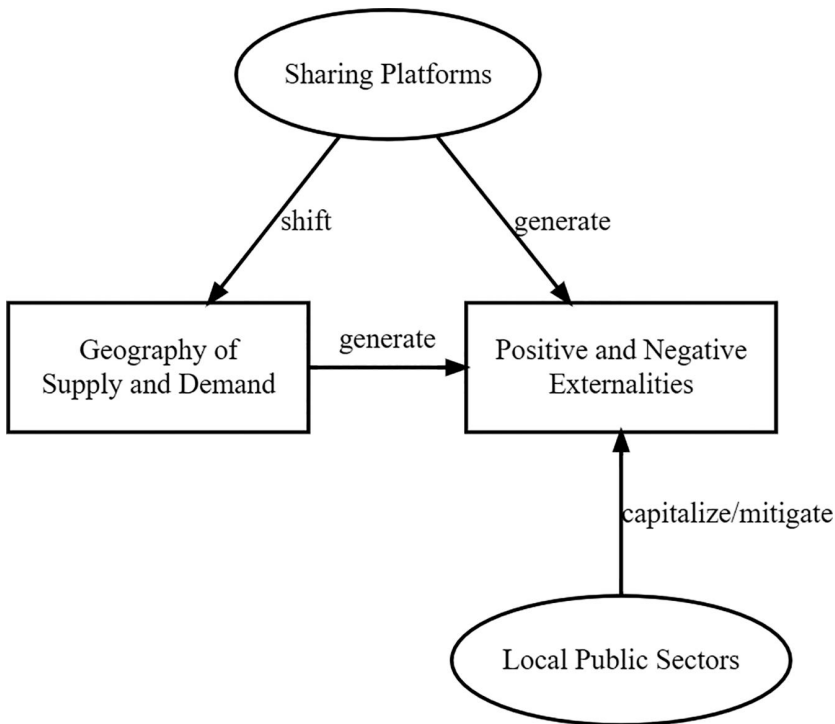 Sharing Platforms
shift
generate
generate
Geography of
Supply and Demand
Positive and Negative
Externalities
capitalize/mitigate
Local Public Sectors